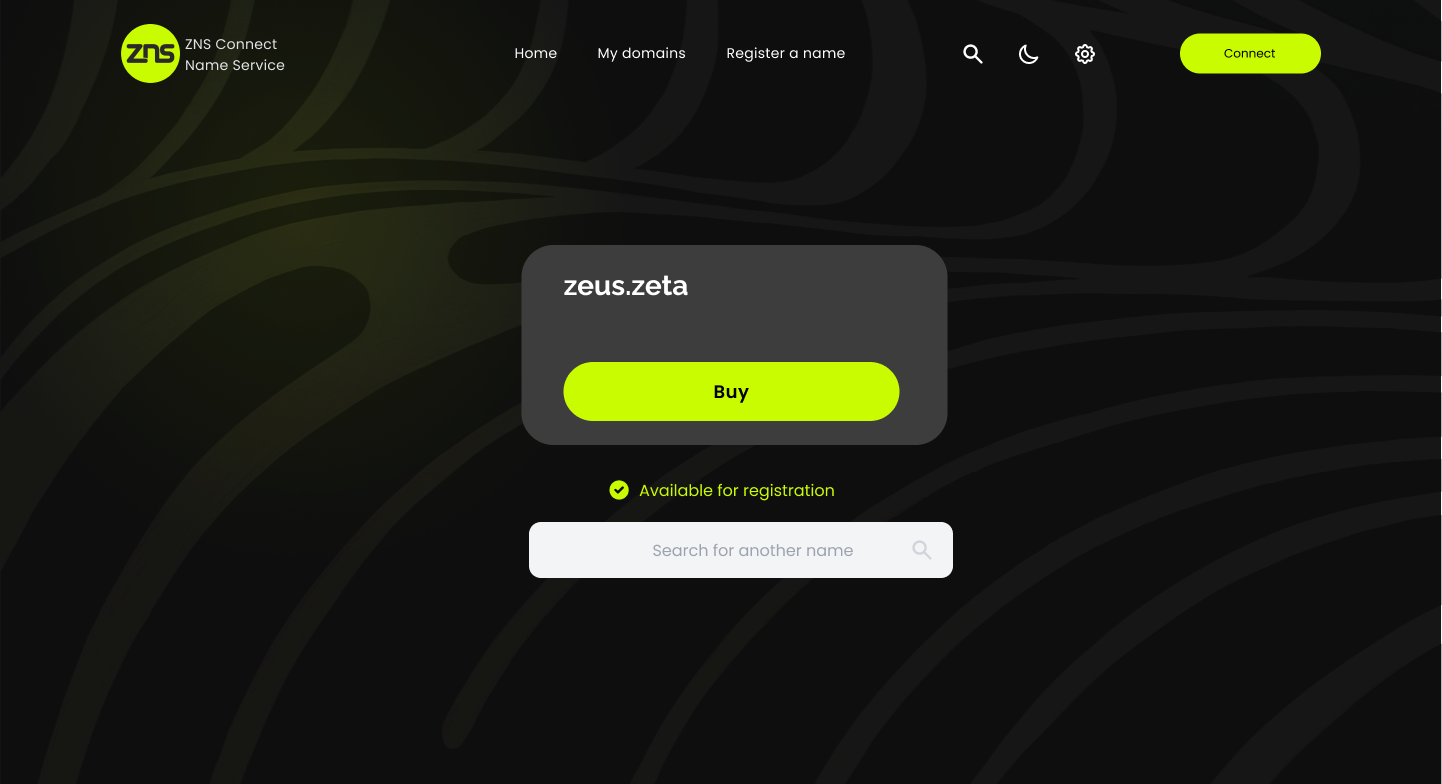 zns
ZNS Connect
Name Service
Home
My domains
Register a name
Connect
zeus.zeta
Buy
Available for registration
Search for another name